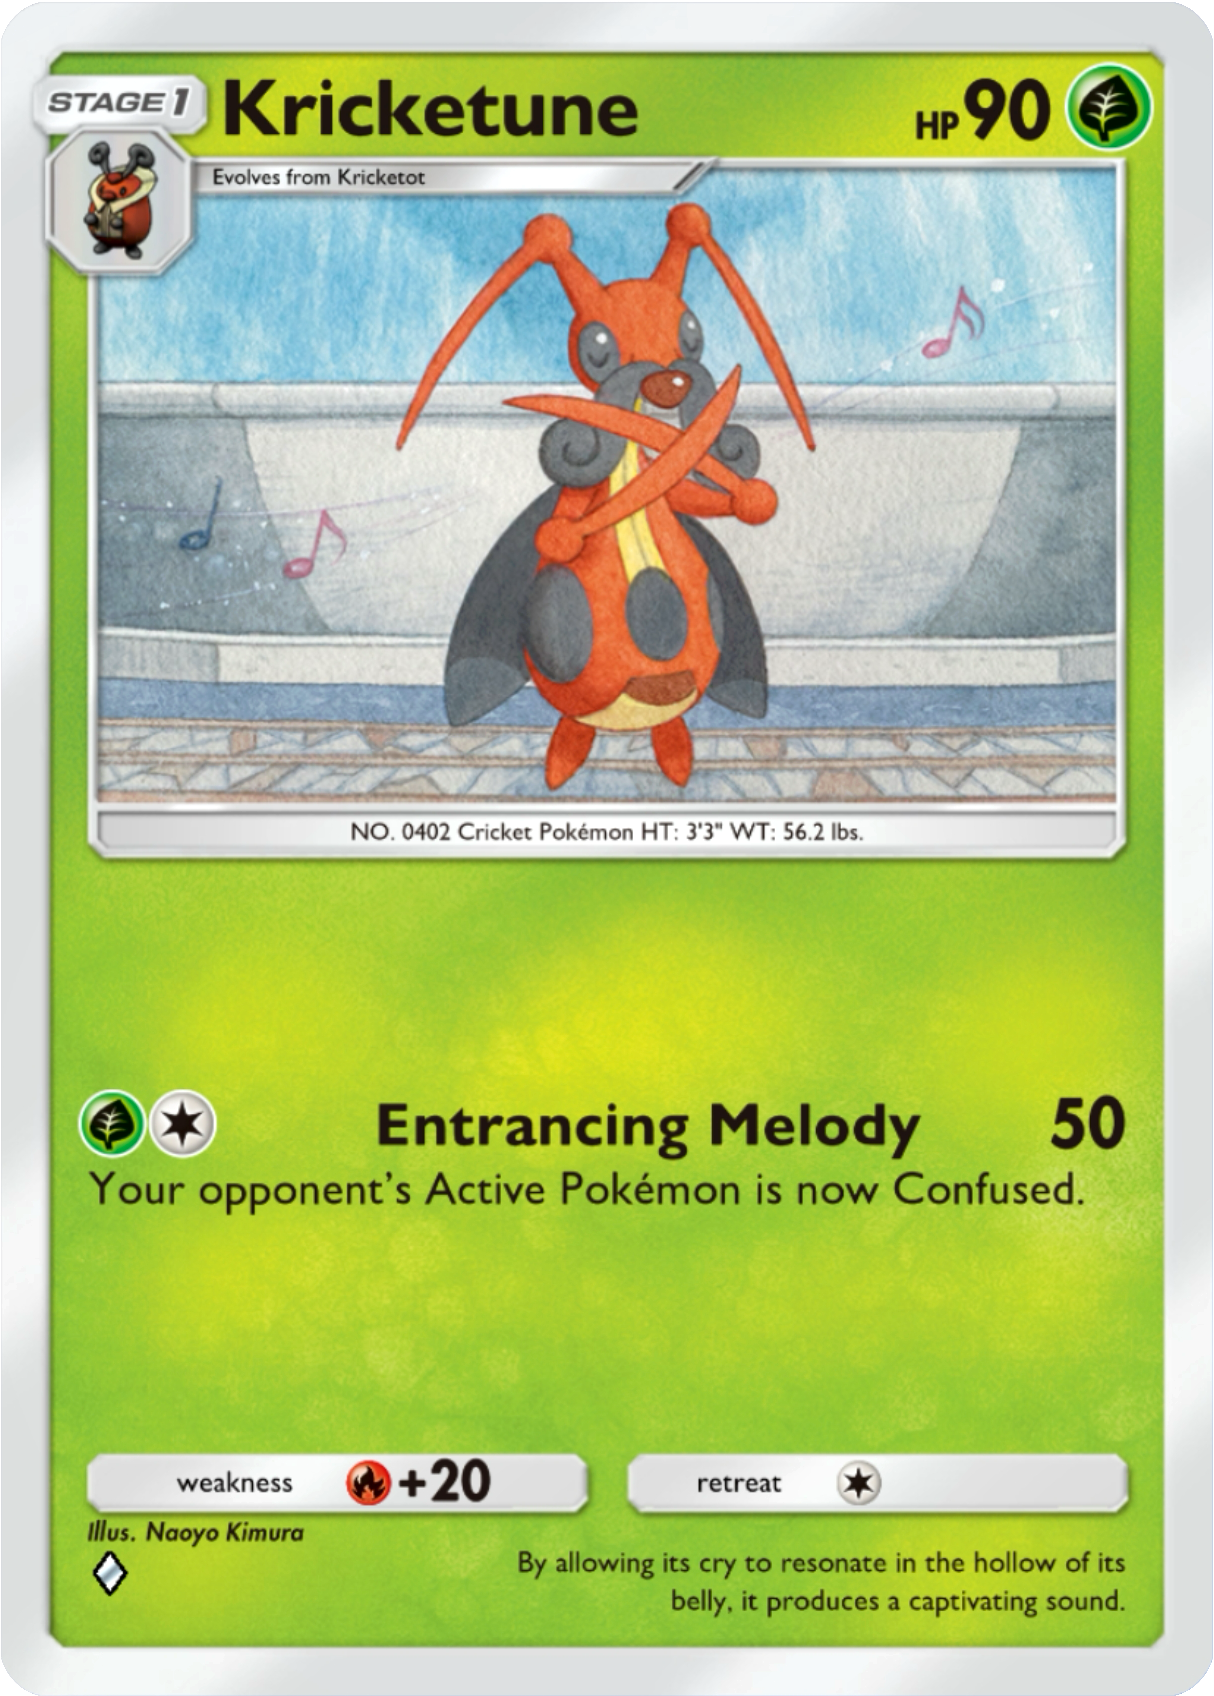 STAGE 1
Kricketune
HP 90
Evolves from Kricketot
NO. 0402 Cricket Pokémon HT: 3'3" WT: 56.2 lbs.
Entrancing Melody 50
Your opponent's Active Pokémon is now Confused.
weakness +20
retreat
Illus. Naoyo Kimura
By allowing its cry to resonate in the hollow of its
belly, it produces a captivating sound.